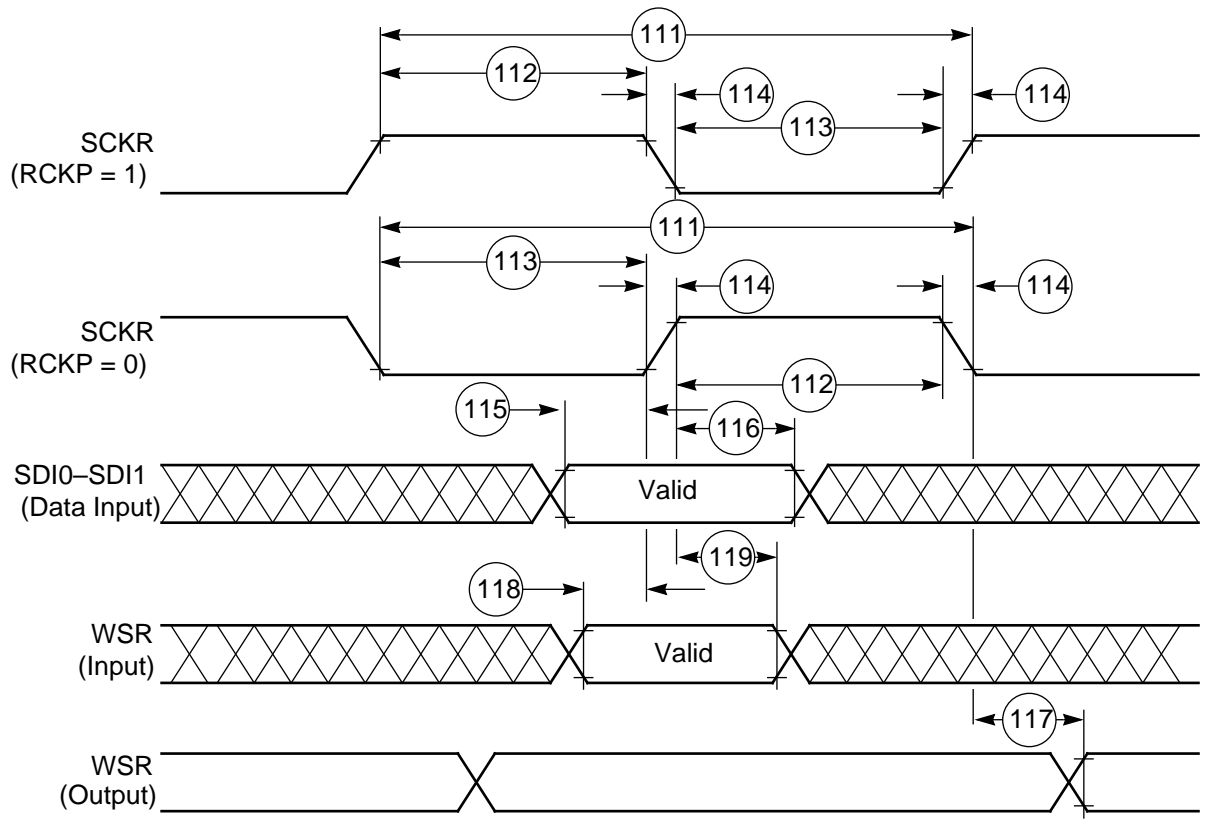 111
112
114
114
113
SCKR
(RCKP = 1)
111
113
114
114
SCKR
(RCKP = 0)
112
115
116
SDI0–SDI1
(Data Input)
Valid
119
118
WSR
(Input)
Valid
117
WSR
(Output)